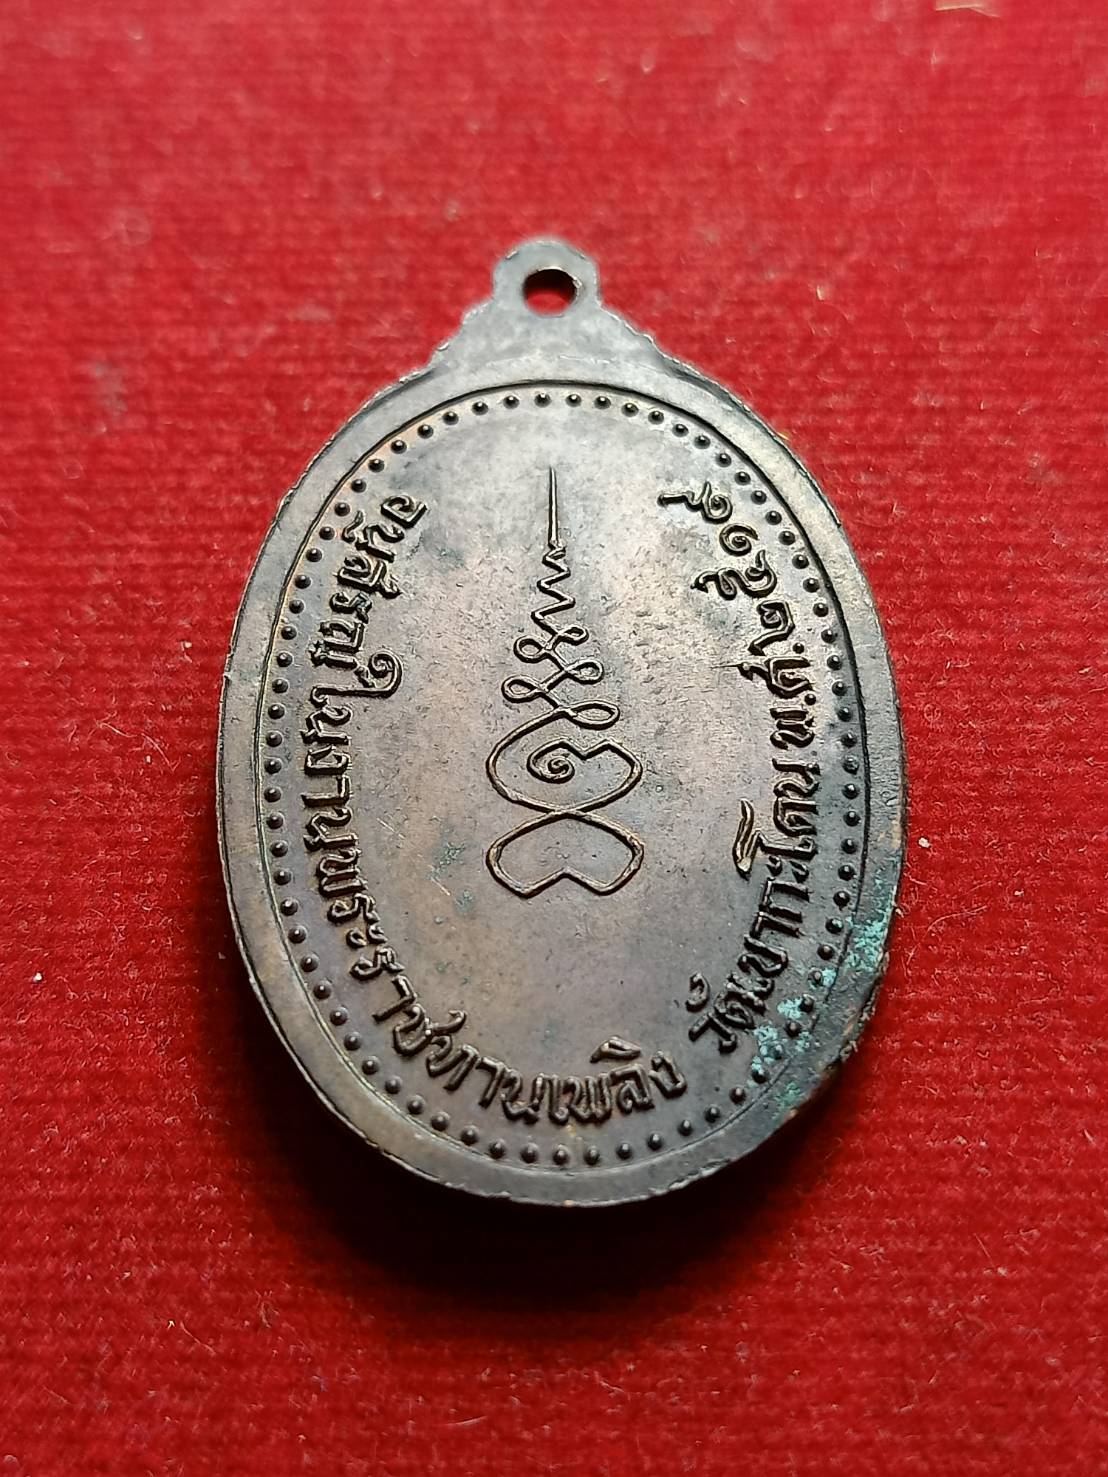 อนุสรณ์ในงานพระราชทานเพลิง
วัดเขากะโดน พ.ศ. ๒๕๑๕